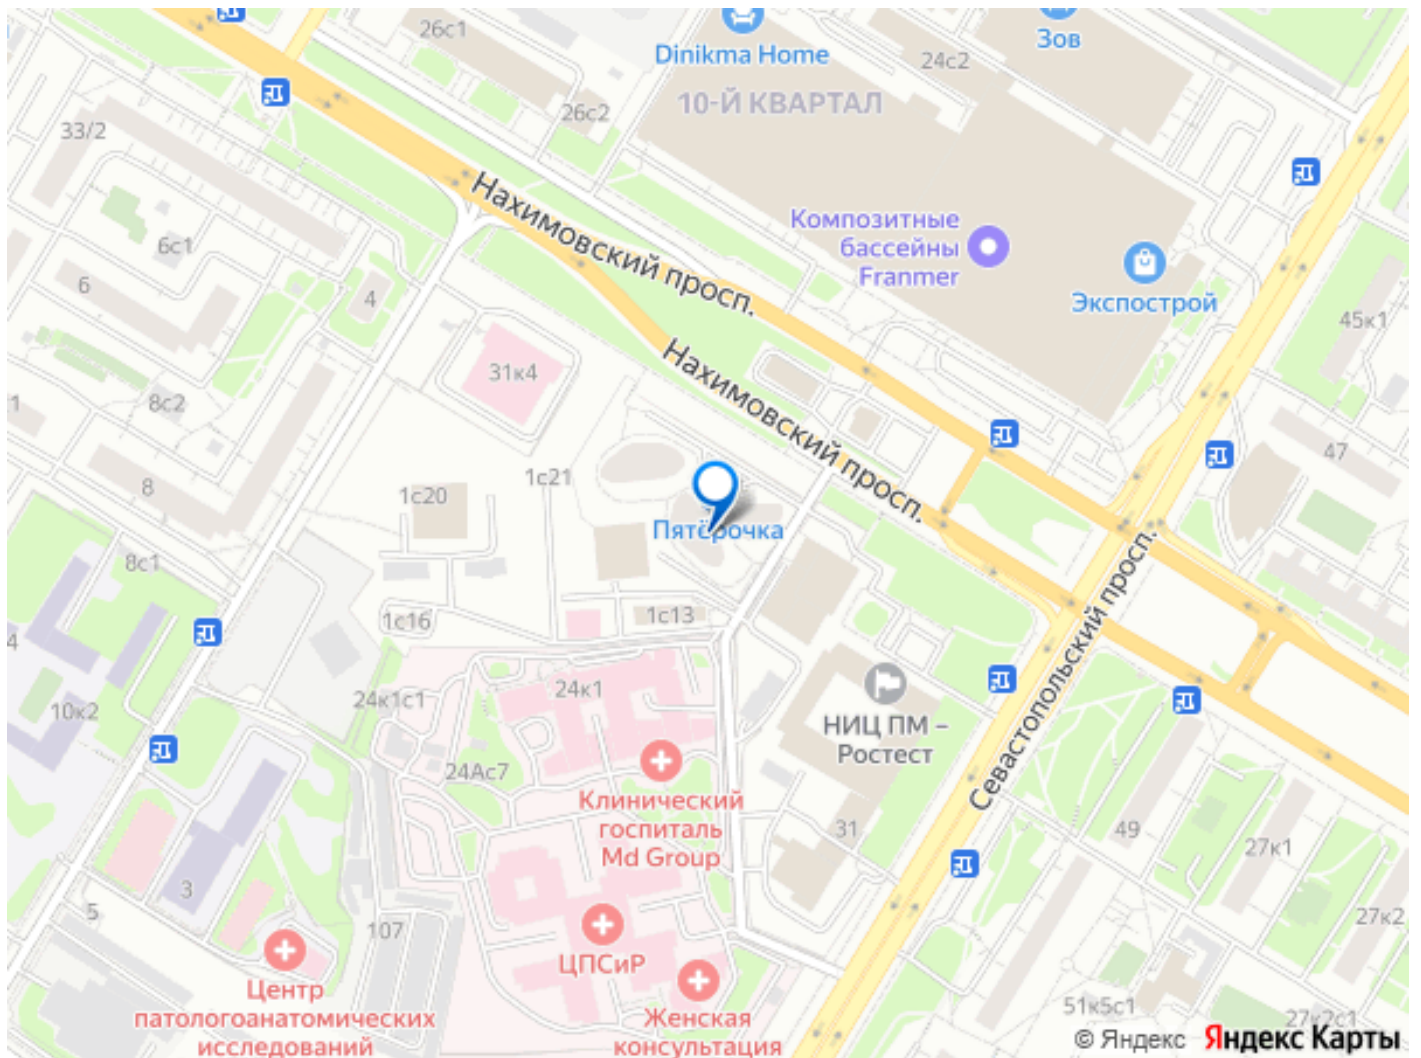 26с1
Dinikma Home
Зов
24с2
10-Й КВАРТАЛ
26с2
33/2
Нахимовский просп.
Композитные
бассейны
Franmer
6с1
Экспострой
6
4
45к1
Нахимовский просп.
31к4
8с2
1
47
1с21
8
1с20
Пятёрочка
8с1
Севастопольский просп.
1с13
1с16
4
24к1
24к1с1
10к2
НИЦ ПМ –
Ростест
24Ас7
Клинический
госпиталь
Md Group
31
49
27к1
3
5
107
27к2
ЦПСиР
Центр
патологоанатомических
исследований
Женская
консультация
51к5с1
27к2с1
© Яндекс Яндекс Карты